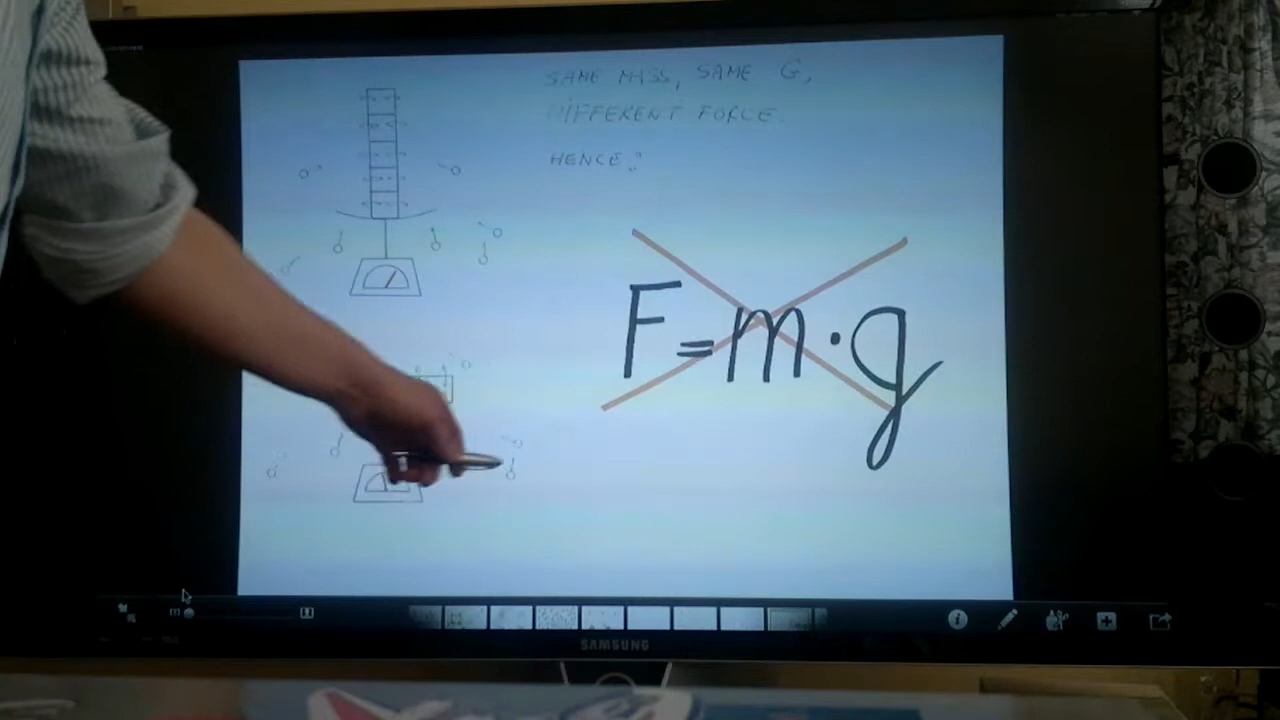 SAME MASS, SAME G,
DIFFERENT FORCE.
HENCE:
F=m·g
SAMSUNG